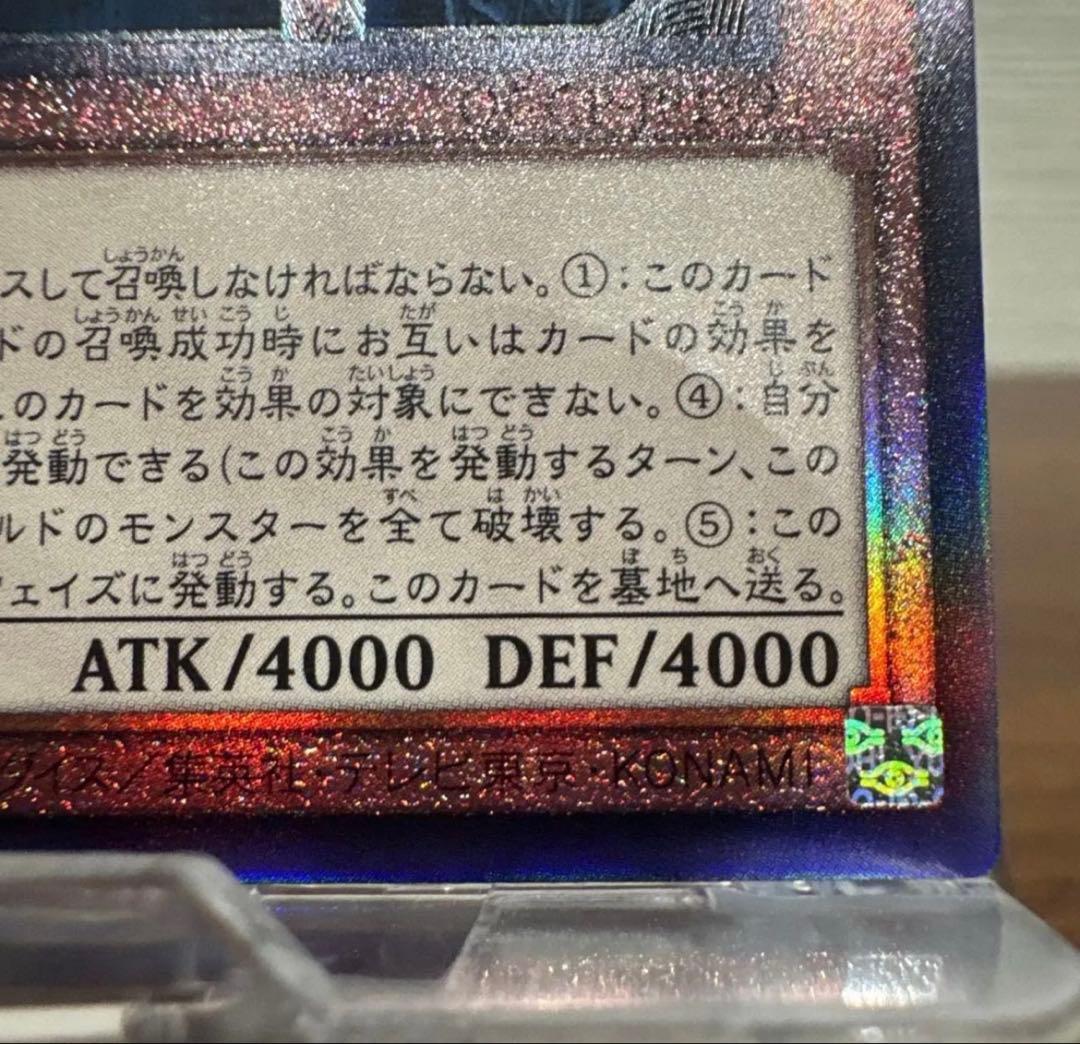 スして召喚しなければならない。①:このカード
ドの召喚成功時にお互いはカードの効果を
このカードを効果の対象にできない。④:自分
発動できる(この効果を発動するターン、この
ルドのモンスターを全て破壊する。⑤:この
フェイズに発動する。このカードを墓地へ送る。
ATK/4000 DEF/4000
ダイス/集英社・テレビ東京・KONAMI